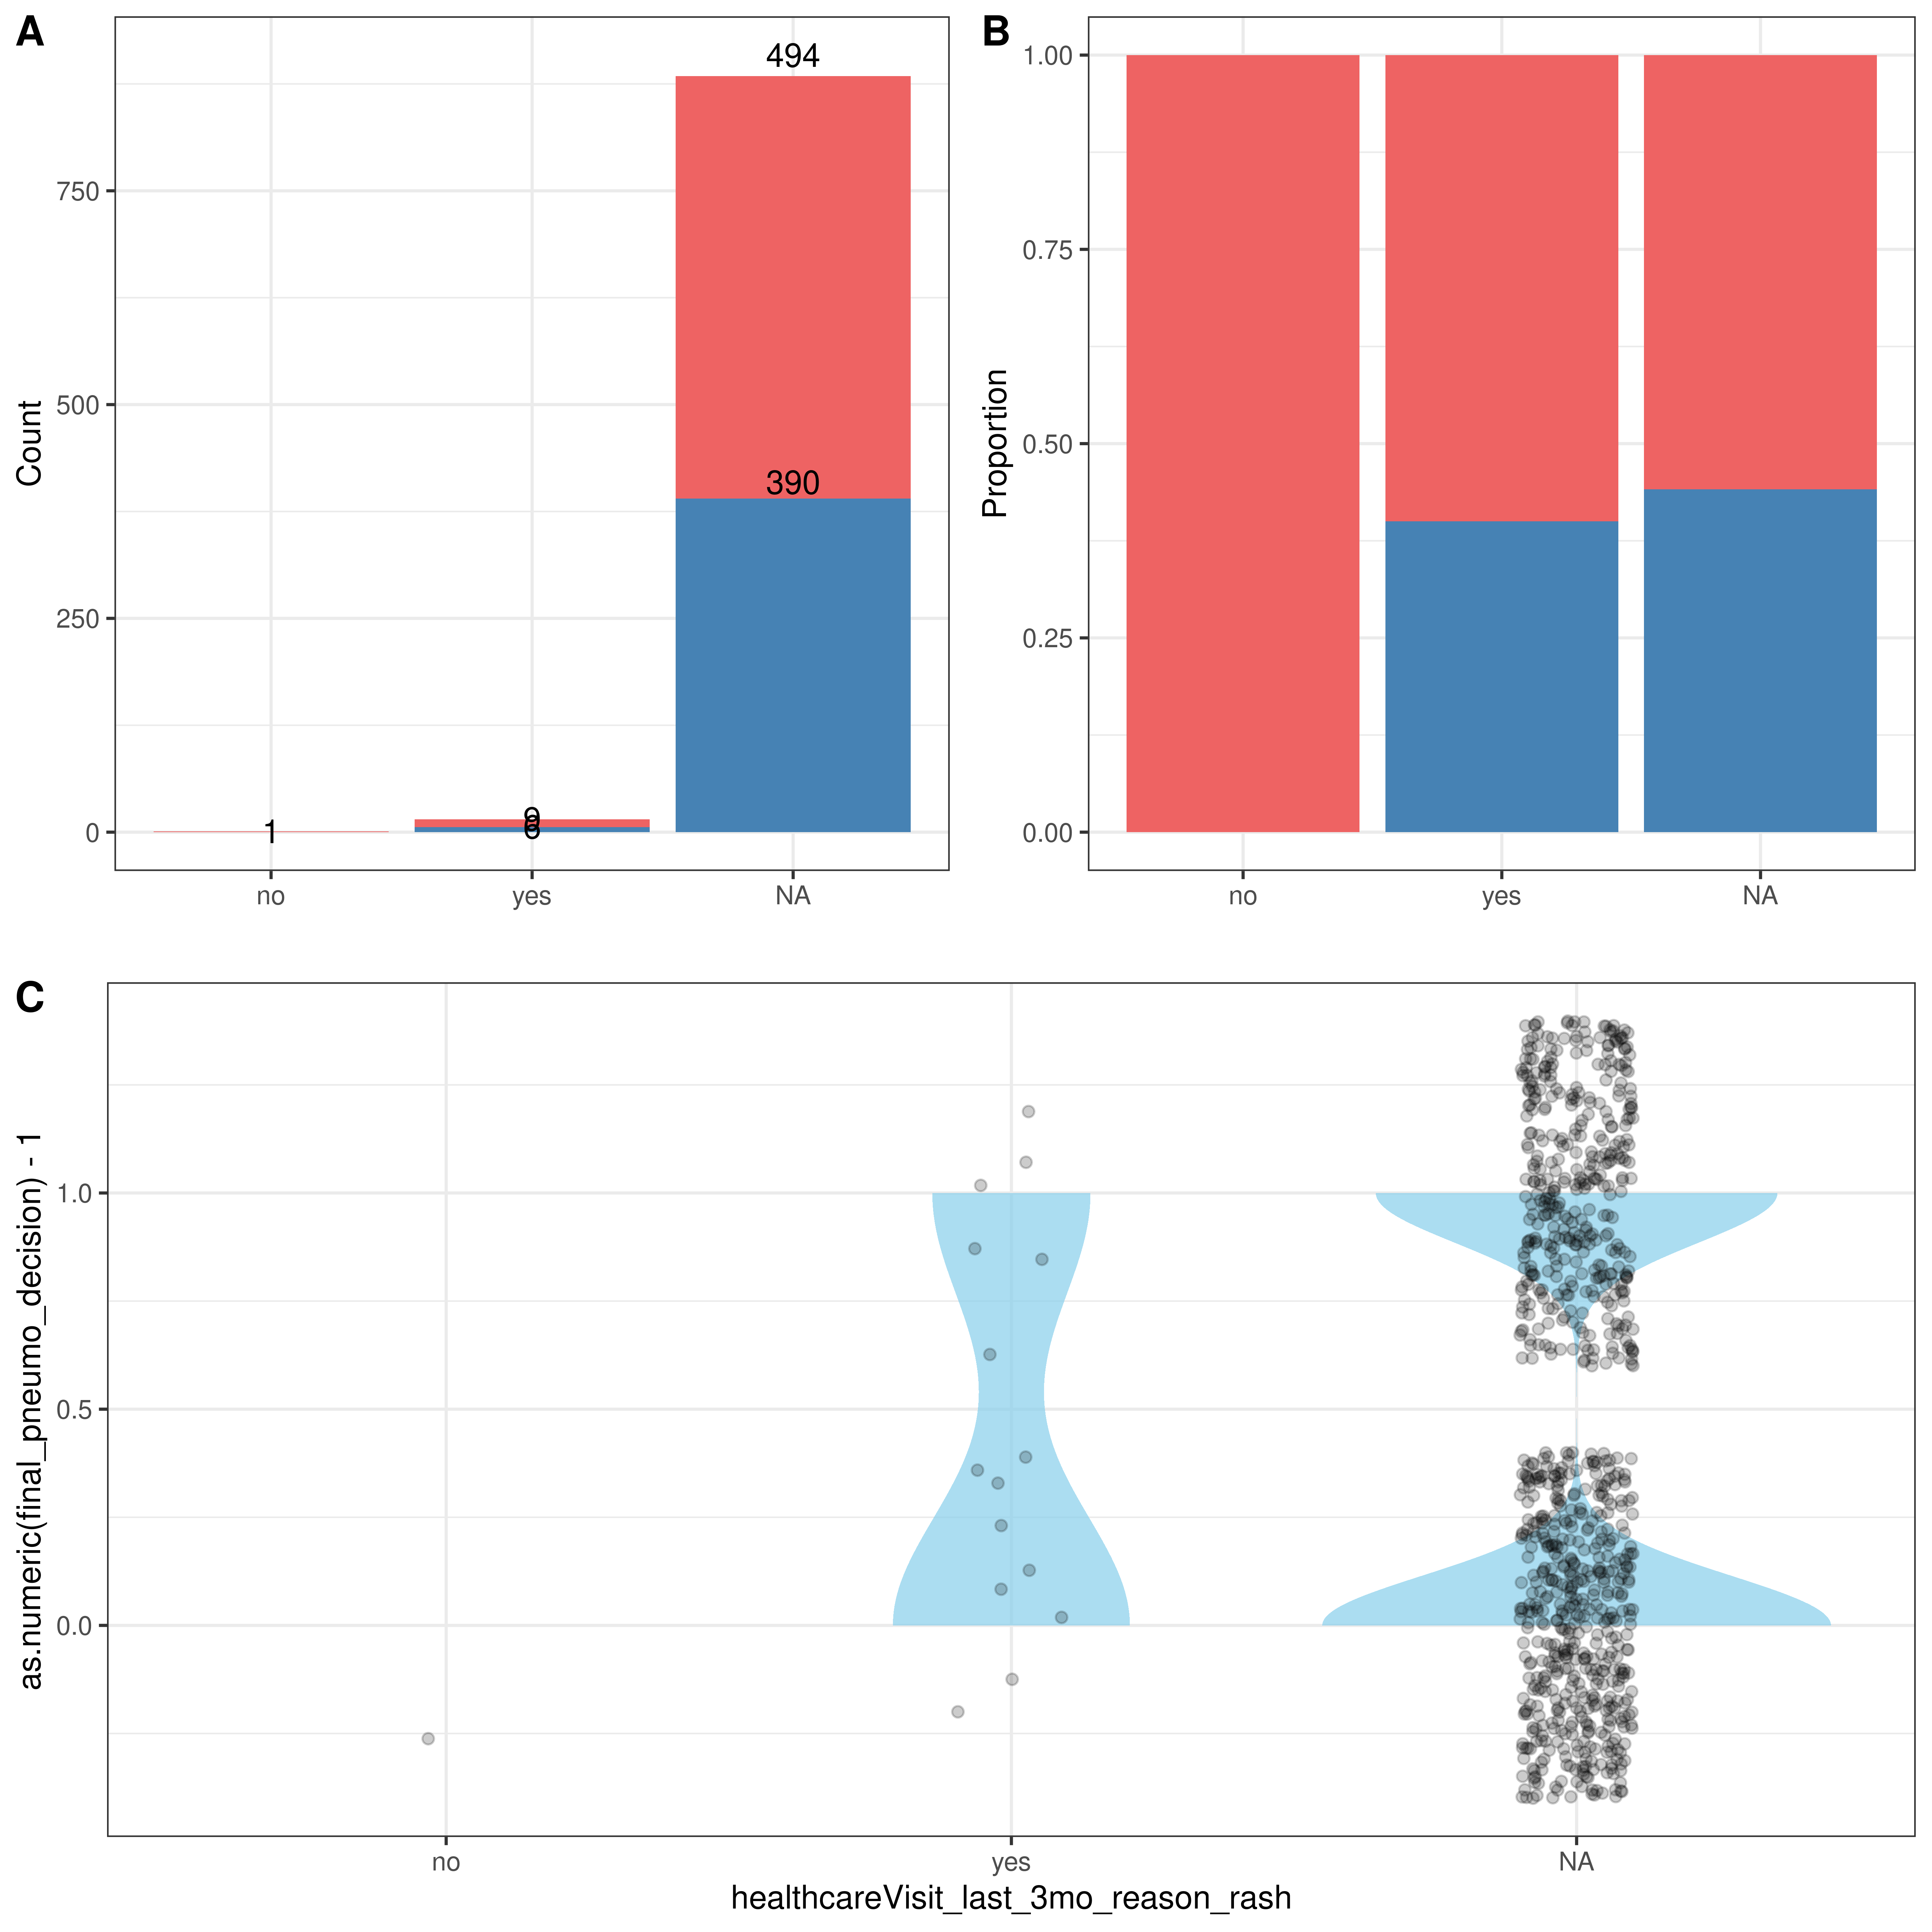 A
Count
750
500
250
0
494
390
1
9
6
no
yes
NA
B
Proportion
1.00
0.75
0.50
0.25
0.00
no
yes
NA
C
as.numeric(final_pneumo_decision) - 1
1.0
0.5
0.0
no
yes
NA
healthcareVisit_last_3mo_reason_rash